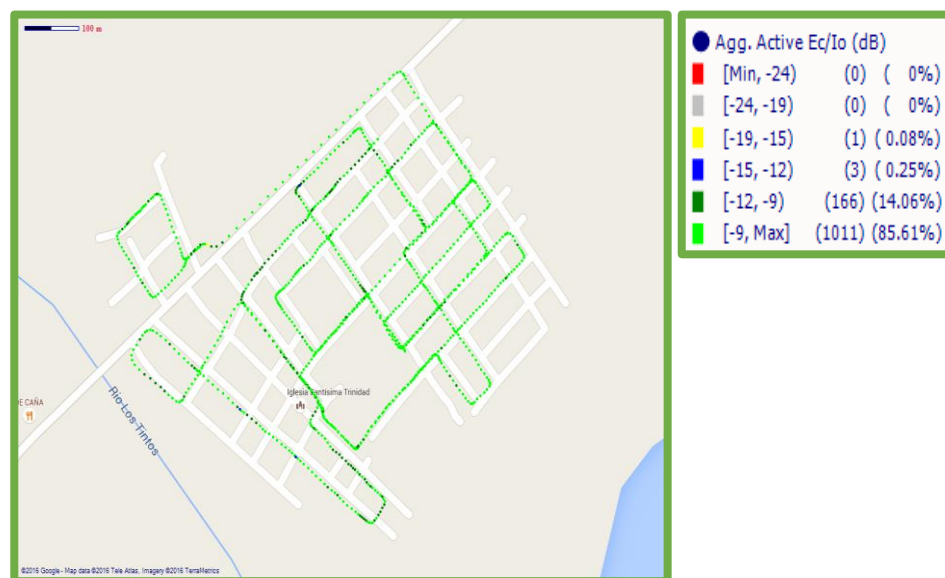 100 m
Agg. Active Ec/Io (dB)
[Min, -24) (0) ( 0%)
[-24, -19) (0) ( 0%)
[-19, -15) (1) ( 0.08%)
[-15, -12) (3) ( 0.25%)
[-12, -9) (166) (14.06%)
[-9, Max] (1011) (85.61%)
Iglesia Santisima Trinidad
DE CAÑA
Rio Los Tintos
©2016 Google - Map data ©2016 Tele Atlas, Imagery ©2016 TerraMetrics